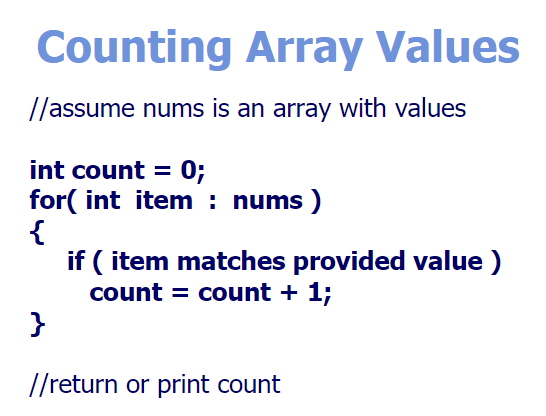 Counting Array Values
//assume nums is an array with values
int count = 0;
for( int item : nums )
{
if ( item matches provided value )
count = count + 1;
}
//return or print count